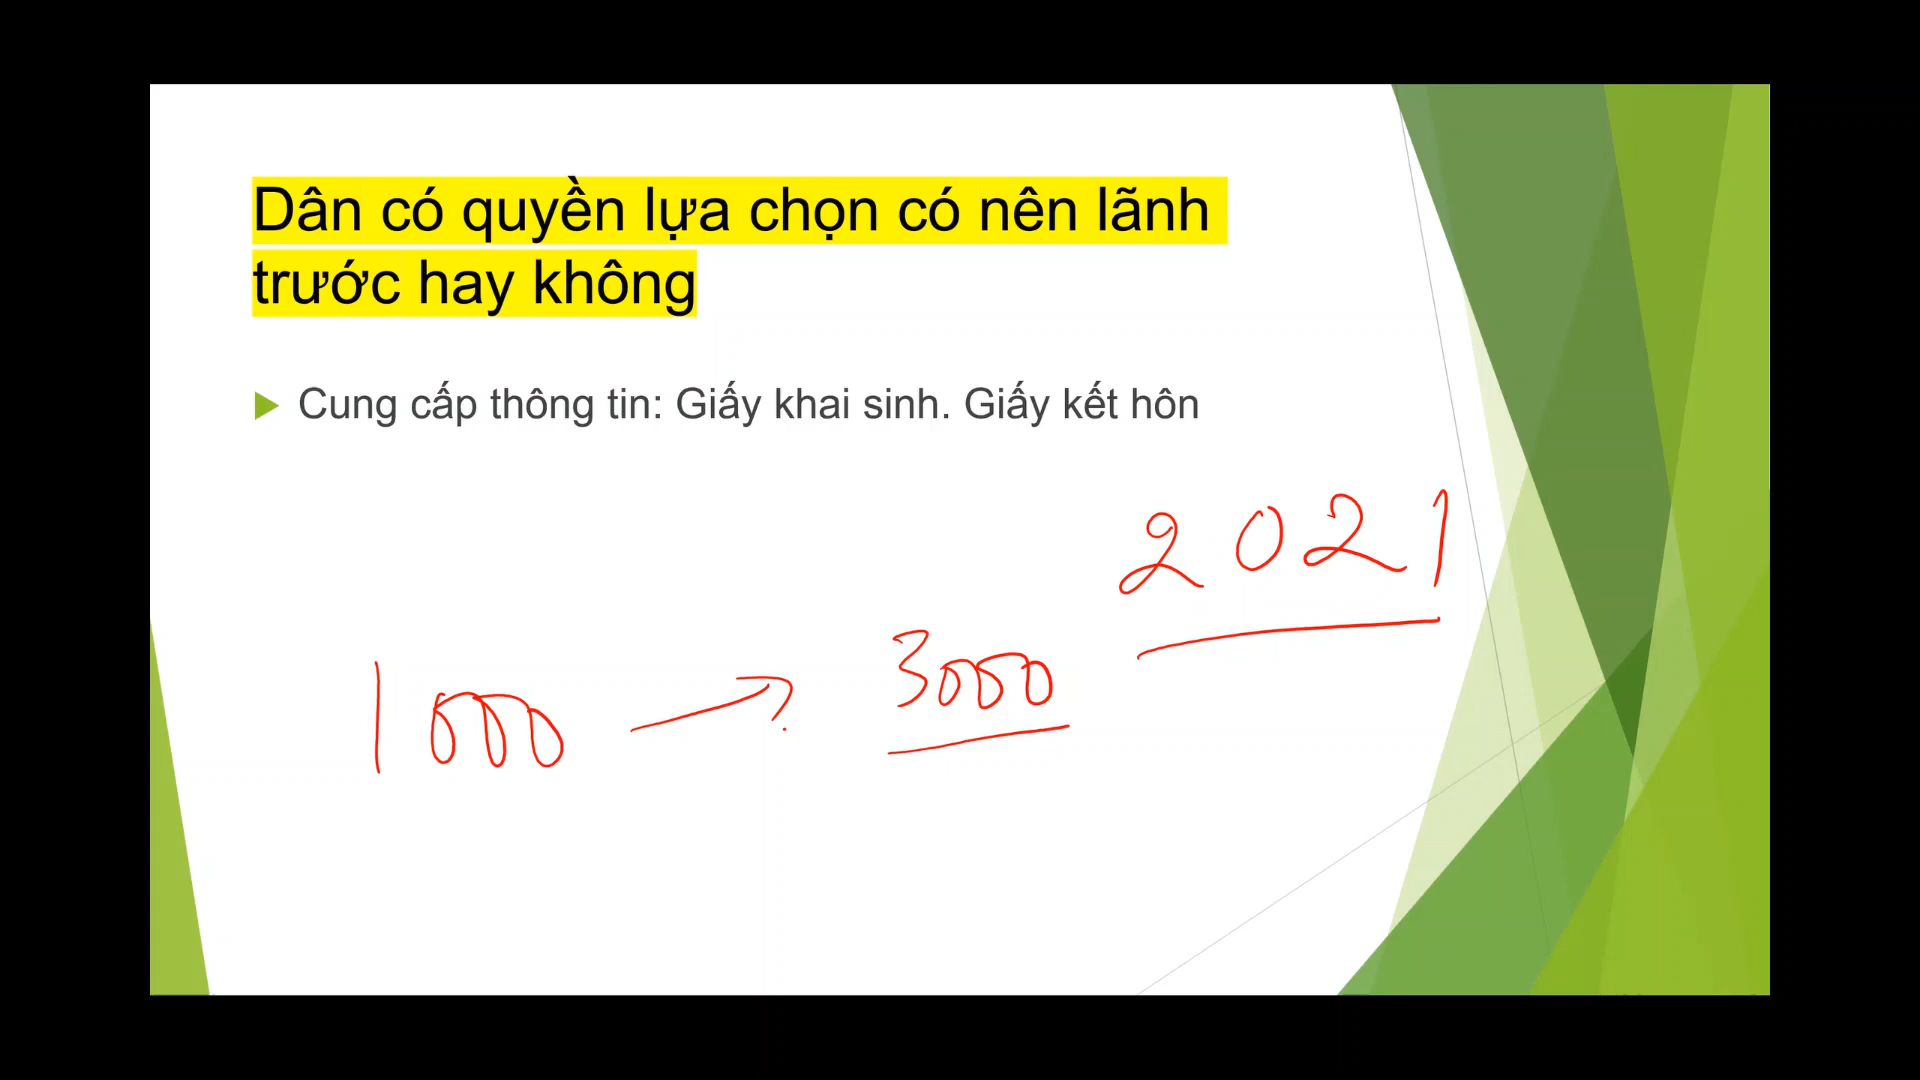 Dân có quyền lựa chọn có nên lãnh
trước hay không
Cung cấp thông tin: Giấy khai sinh. Giấy kết hôn
2021
1000 → 3000